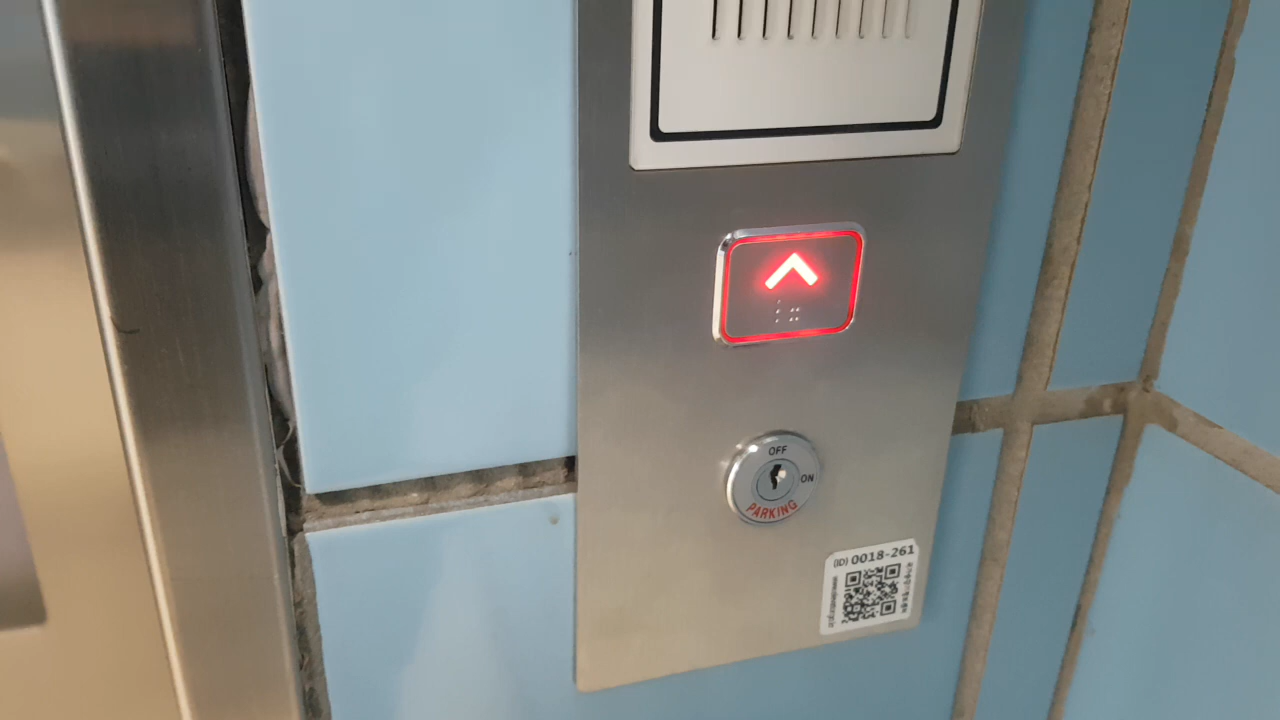 OFF
ON
PARKING
(ID) 0018-261